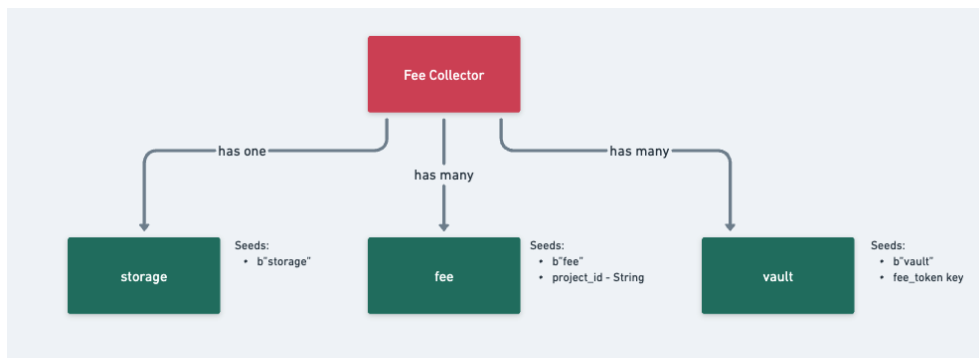 Fee Collector
has one
has many
has many
storage
Seeds:
• b"storage"
fee
Seeds:
• b"fee"
• project_id - String
vault
Seeds:
• b"vault"
• fee_token key